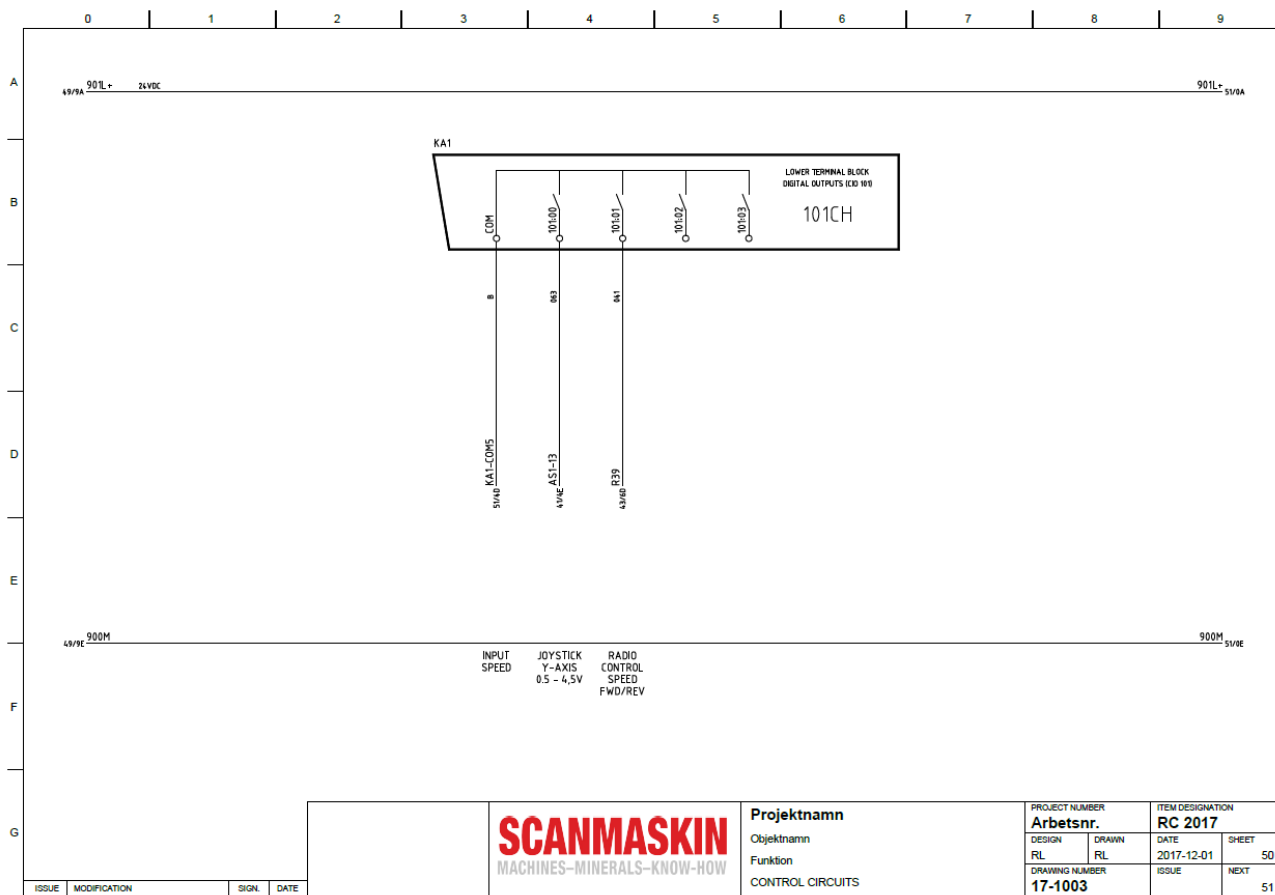 0 1 2 3 4 5 6 7 8 9
A
49/9A 901L+ 24VDC 901L+ 51/0A
KA1
B
LOWER TERMINAL BLOCK
DIGITAL OUTPUTS (CIO 101)
101CH
COM 101:00 101:01 101:02 101:03
B 063 041
C
D
KA1-COM5 AS1-13 R39
51/4D 41/4E 43/6D
E
49/9E 900M 900M 51/0E
INPUT JOYSTICK RADIO
SPEED Y-AXIS CONTROL
0.5 - 4,5V SPEED
FWD/REV
F
G
SCANMASKIN
MACHINES–MINERALS–KNOW-HOW
Projektnamn
Objektnamn
Funktion
CONTROL CIRCUITS
PROJECT NUMBER ITEM DESIGNATION
Arbetsnr. RC 2017
DESIGN DRAWN DATE SHEET
RL RL 2017-12-01 50
DRAWING NUMBER ISSUE NEXT
17-1003 51
ISSUE MODIFICATION SIGN. DATE